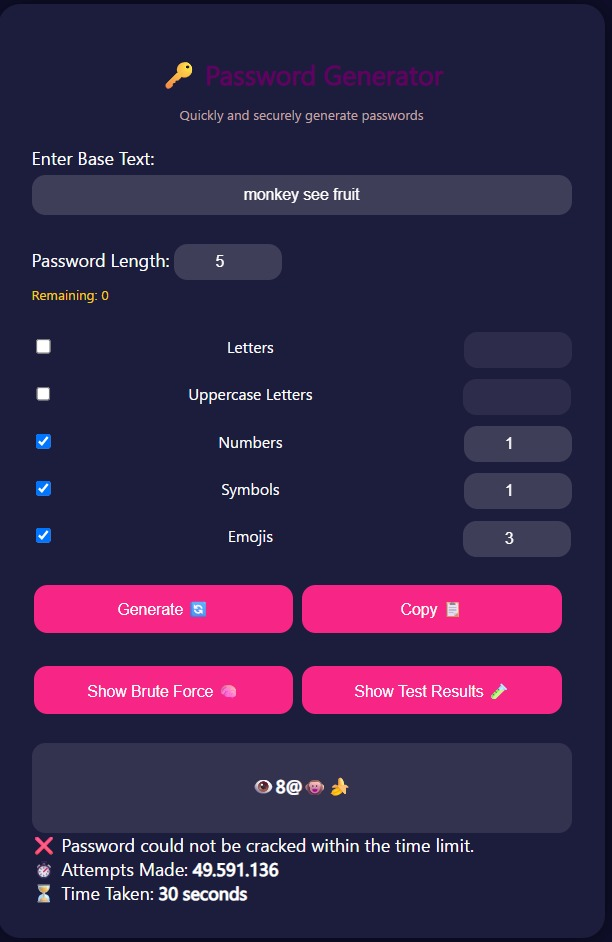 🔑 Password Generator
Quickly and securely generate passwords
Enter Base Text:
monkey see fruit
Password Length: 5
Remaining: 0
Letters
Uppercase Letters
Numbers 1
Symbols 1
Emojis 3
Generate 🔄 Copy 📋
Show Brute Force 🧠 Show Test Results 🧪
👁️8@🐵🍌
❌ Password could not be cracked within the time limit.
⏱️ Attempts Made: 49.591.136
⏳ Time Taken: 30 seconds